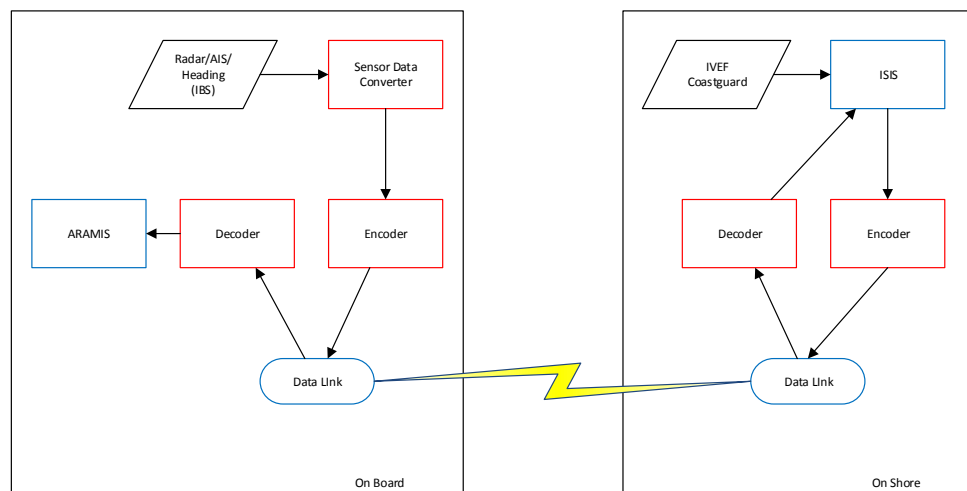 Radar/AIS/
Heading
(IBS)
Sensor Data
Converter
IVEF
Coastguard
ISIS
ARAMIS
Decoder
Encoder
Decoder
Encoder
Data LInk
Data LInk
On Board
On Shore